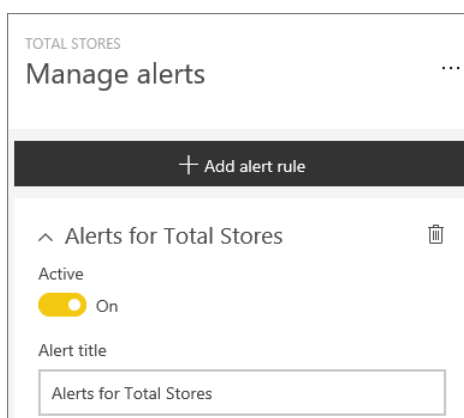 TOTAL STORES
Manage alerts
...
+ Add alert rule
Alerts for Total Stores
Active
On
Alert title
Alerts for Total Stores